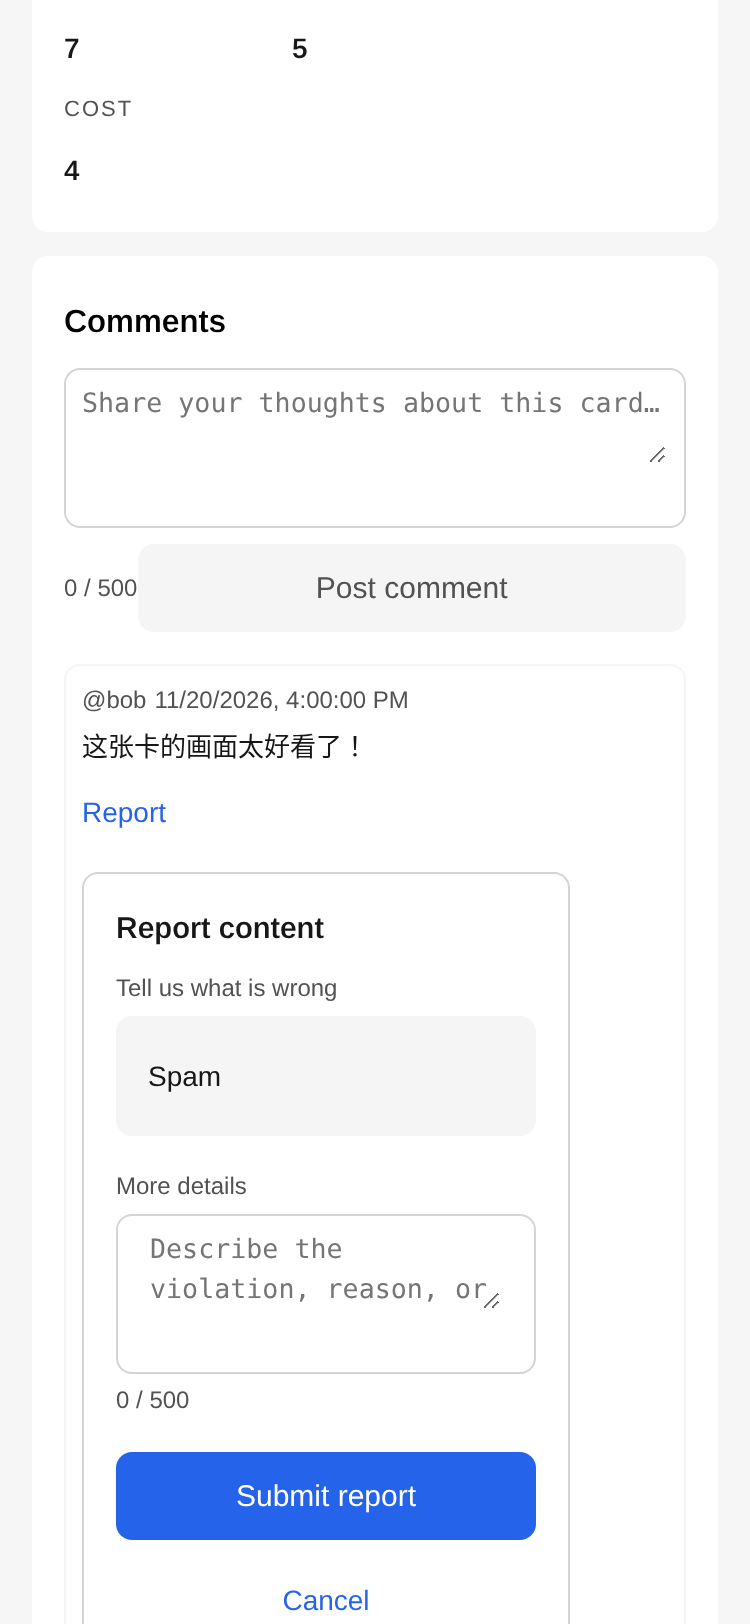 7 5
COST
4
Comments
Share your thoughts about this card…
0 / 500 Post comment
@bob 11/20/2026, 4:00:00 PM
这张卡的画面太好看了！
Report
Report content
Tell us what is wrong
Spam
More details
Describe the
violation, reason, or
0 / 500
Submit report
Cancel